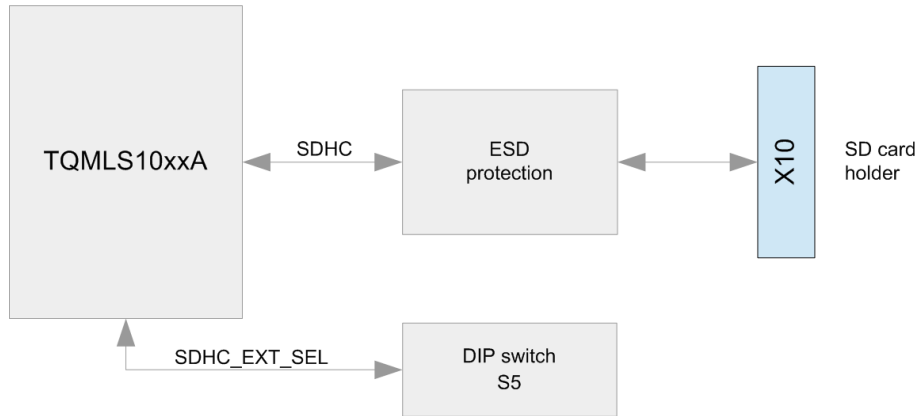 TQMLS10xxA
SDHC
ESD
protection
X10
SD card
holder
SDHC_EXT_SEL
DIP switch
S5